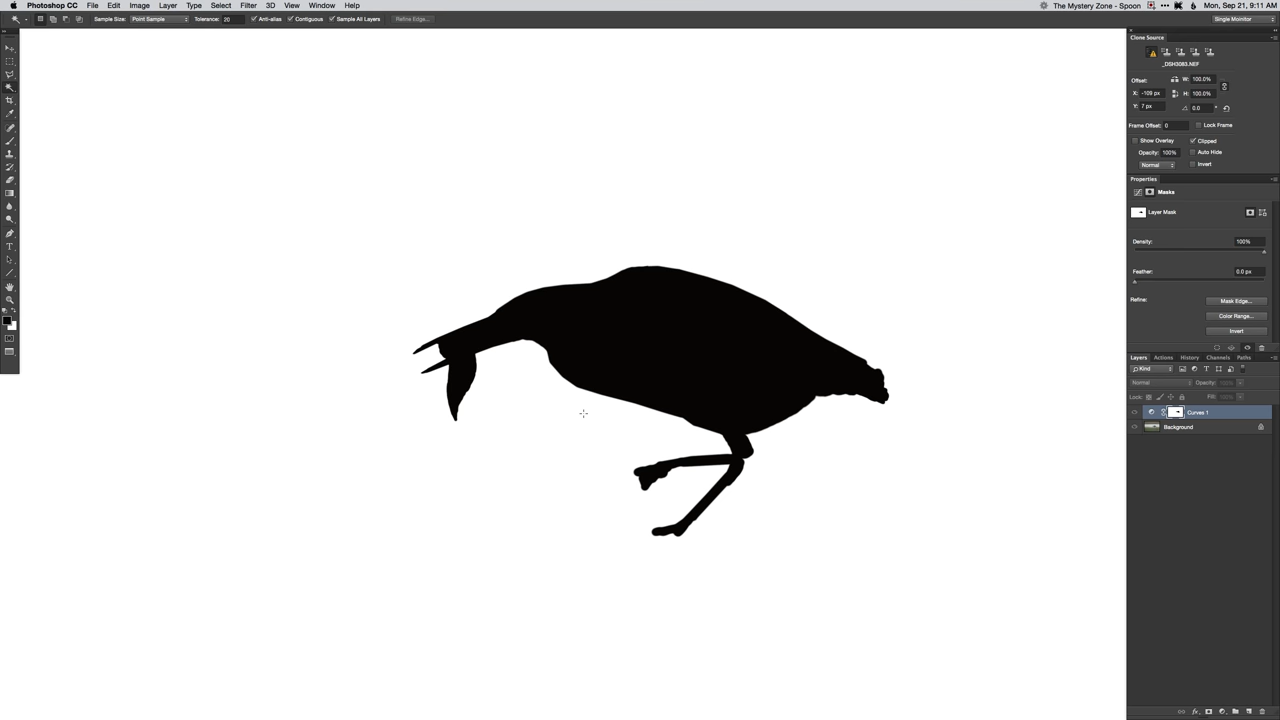 Photoshop CC File Edit Image Layer Type Select Filter 3D View Window Help The Mystery Zone - Spoon Mon, Sep 21, 9:11 AM
Sample Size: Point Sample Tolerance: 20 Anti-alias Contiguous Sample All Layers Refine Edge... Single Monitor
Clone Source
_DSH3083.NEF
Offset: W: 100.0%
X: -109 px H: 100.0%
Y: 7 px 0.0 °
Frame Offset: 0 Lock Frame
Show Overlay Clipped
Opacity: 100% Auto Hide
Normal Invert
Properties
Masks
Layer Mask
Density: 100%
Feather: 0.0 px
Refine: Mask Edge...
Color Range...
Invert
Layers Actions History Channels Paths
Kind
Normal Opacity: 100%
Lock: Fill: 100%
Curves 1
Background